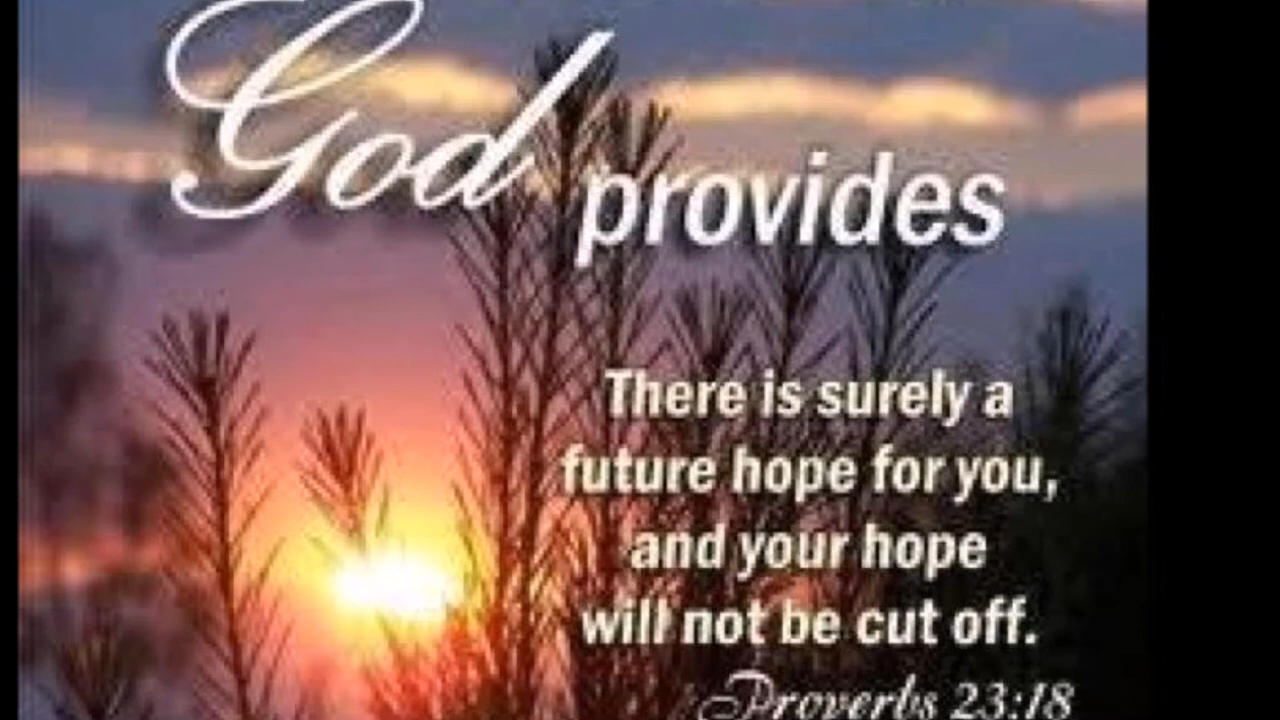 God provides
There is surely a
future hope for you,
and your hope
will not be cut off.
Proverbs 23:18